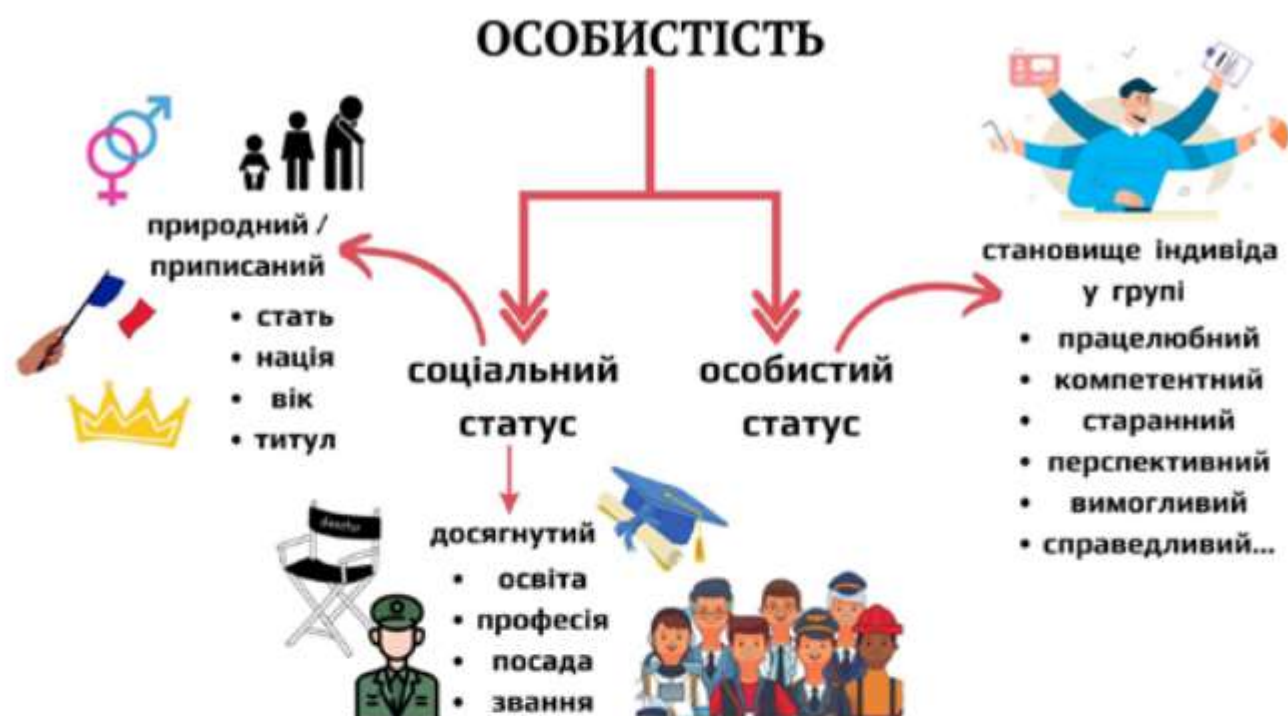 ОСОБИСТІСТЬ
природний /
приписаний
• стать
• нація
• вік
• титул
соціальний
статус
досягнутий
• освіта
• професія
• посада
• звання
особистий
статус
становище індивіда
у групі
• працелюбний
• компетентний
• старанний
• перспективний
• вимогливий
• справедливий...